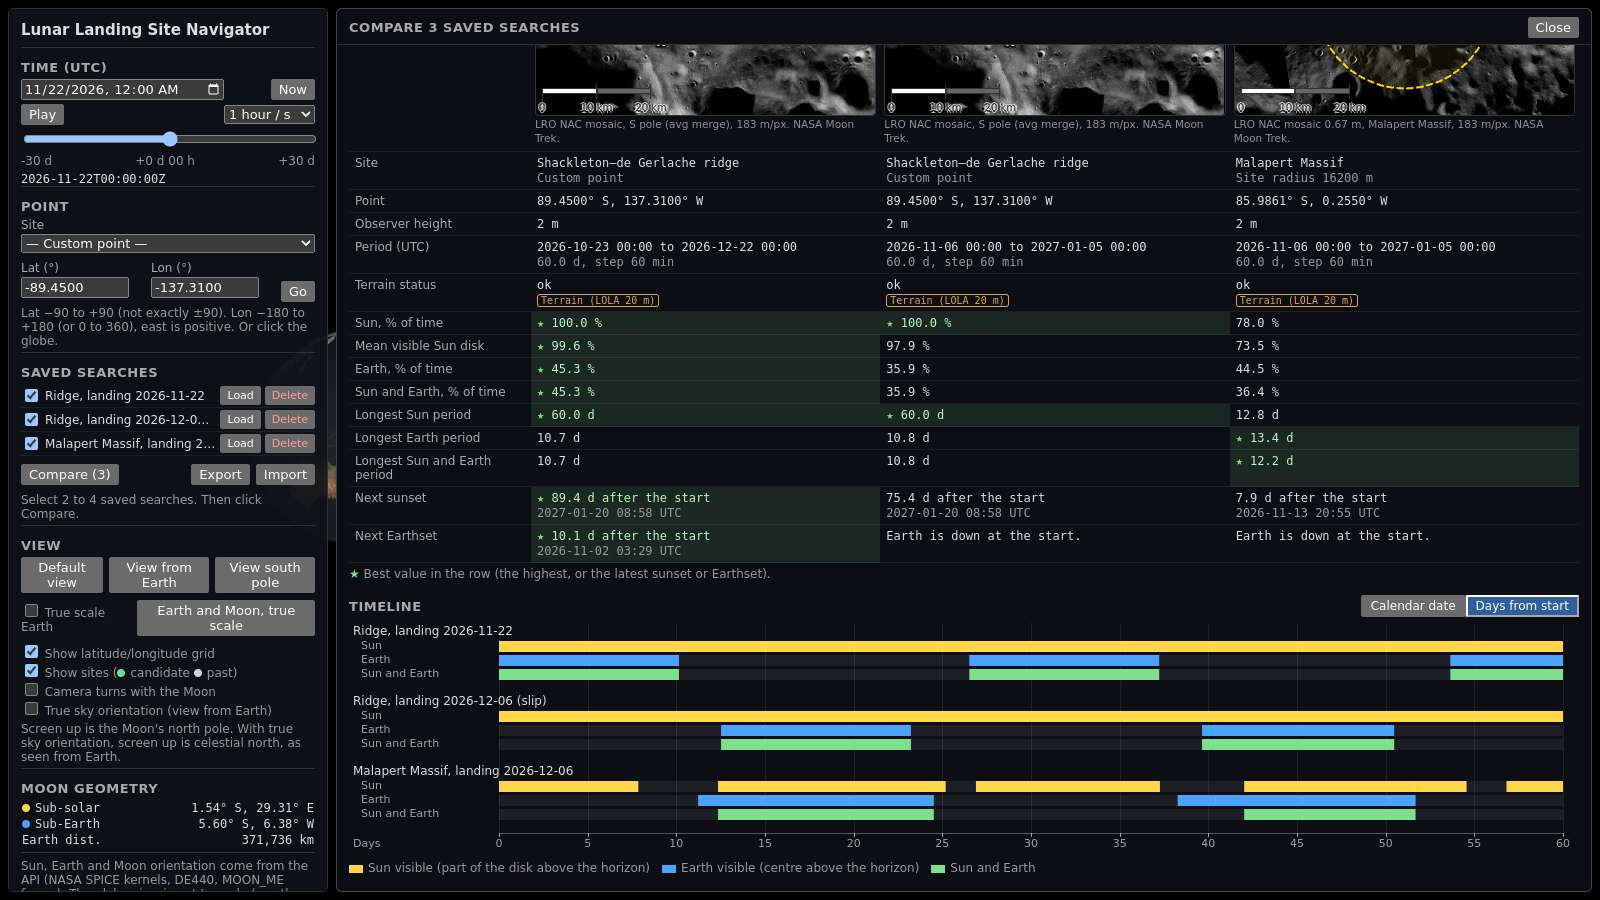 Lunar Landing Site Navigator
TIME (UTC)
11/22/2026, 12:00 AM
Now
Play
1 hour / s
-30 d
+0 d 00 h
+30 d
2026-11-22T00:00:00Z
POINT
Site
— Custom point —
Lat (°)
Lon (°)
-89.4500
-137.3100
Go
Lat −90 to +90 (not exactly ±90). Lon −180 to
+180 (or 0 to 360), east is positive. Or click the
globe.
SAVED SEARCHES
Ridge, landing 2026-11-22
Load
Delete
Ridge, landing 2026-12-0...
Load
Delete
Malapert Massif, landing 2...
Load
Delete
Compare (3)
Export
Import
Select 2 to 4 saved searches. Then click
Compare.
VIEW
Default
view
View from
Earth
View south
pole
True scale
Earth
Earth and Moon, true
scale
Show latitude/longitude grid
Show sites (● candidate ● past)
Camera turns with the Moon
True sky orientation (view from Earth)
Screen up is the Moon's north pole. With true
sky orientation, screen up is celestial north, as
seen from Earth.
MOON GEOMETRY
Sub-solar
1.54° S, 29.31° E
Sub-Earth
5.60° S, 6.38° W
Earth dist.
371,736 km
Sun, Earth and Moon orientation come from the
API (NASA SPICE kernels, DE440, MOON_ME
COMPARE 3 SAVED SEARCHES
Close
0 10 km 20 km
0 10 km 20 km
0 10 km 20 km
LRO NAC mosaic, S pole (avg merge), 183 m/px. NASA Moon
Trek.
LRO NAC mosaic, S pole (avg merge), 183 m/px. NASA Moon
Trek.
LRO NAC mosaic 0.67 m, Malapert Massif, 183 m/px. NASA
Moon Trek.
Site
Shackleton–de Gerlache ridge
Custom point
Shackleton–de Gerlache ridge
Custom point
Malapert Massif
Site radius 16200 m
Point
89.4500° S, 137.3100° W
89.4500° S, 137.3100° W
85.9861° S, 0.2550° W
Observer height
2 m
2 m
2 m
Period (UTC)
2026-10-23 00:00 to 2026-12-22 00:00
60.0 d, step 60 min
2026-11-06 00:00 to 2027-01-05 00:00
60.0 d, step 60 min
2026-11-06 00:00 to 2027-01-05 00:00
60.0 d, step 60 min
Terrain status
ok
Terrain (LOLA 20 m)
ok
Terrain (LOLA 20 m)
ok
Terrain (LOLA 20 m)
Sun, % of time
★ 100.0 %
★ 100.0 %
78.0 %
Mean visible Sun disk
★ 99.6 %
97.9 %
73.5 %
Earth, % of time
★ 45.3 %
35.9 %
44.5 %
Sun and Earth, % of time
★ 45.3 %
35.9 %
36.4 %
Longest Sun period
★ 60.0 d
★ 60.0 d
12.8 d
Longest Earth period
10.7 d
10.8 d
★ 13.4 d
Longest Sun and Earth
period
10.7 d
10.8 d
★ 12.2 d
Next sunset
★ 89.4 d after the start
2027-01-20 08:58 UTC
75.4 d after the start
2027-01-20 08:58 UTC
7.9 d after the start
2026-11-13 20:55 UTC
Next Earthset
★ 10.1 d after the start
2026-11-02 03:29 UTC
Earth is down at the start.
Earth is down at the start.
★ Best value in the row (the highest, or the latest sunset or Earthset).
TIMELINE
Calendar date
Days from start
Ridge, landing 2026-11-22
Sun
Earth
Sun and Earth
Ridge, landing 2026-12-06 (slip)
Sun
Earth
Sun and Earth
Malapert Massif, landing 2026-12-06
Sun
Earth
Sun and Earth
Days
0 5 10 15 20 25 30 35 40 45 50 55 60
Sun visible (part of the disk above the horizon)
Earth visible (centre above the horizon)
Sun and Earth